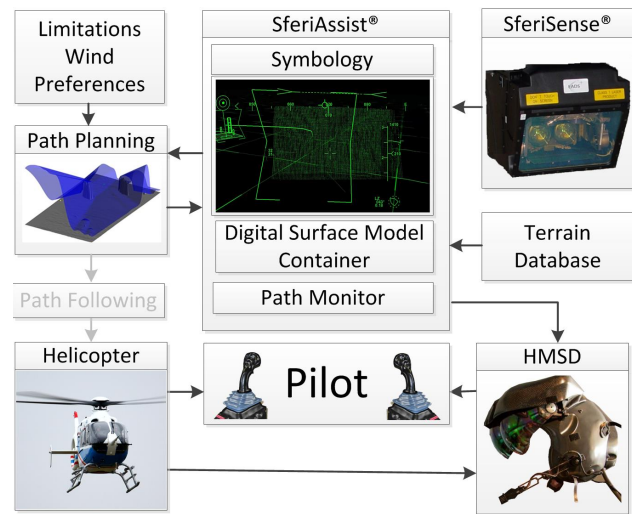 Limitations
Wind
Preferences
SferiAssist®
SferiSense®
Symbology
Path Planning
Digital Surface Model
Container
Terrain
Database
Path Following
Path Monitor
Helicopter
Pilot
HMSD